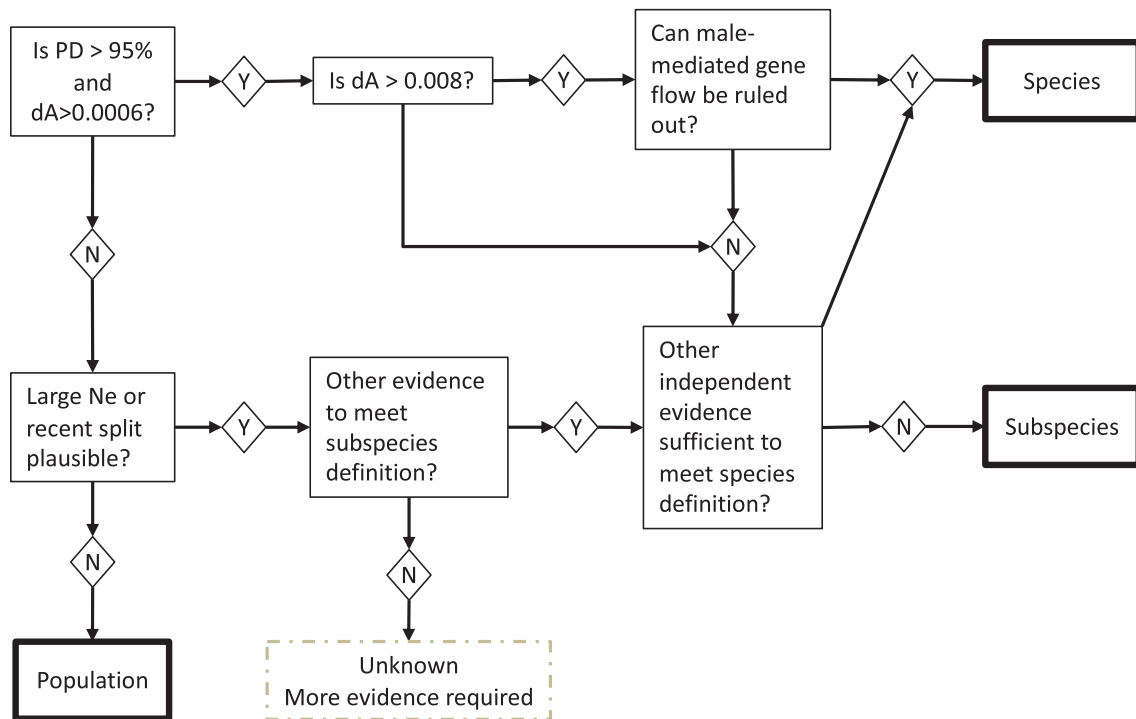 Is PD > 95%
and
dA>0.0006?
Y
Is dA > 0.008?
Y
Can male-
mediated gene
flow be ruled
out?
Y
Species
N
N
Large Ne or
recent split
plausible?
Y
Other evidence
to meet
subspecies
definition?
Y
Other
independent
evidence
sufficient to
meet species
definition?
N
Subspecies
N
N
Population
Unknown
More evidence required